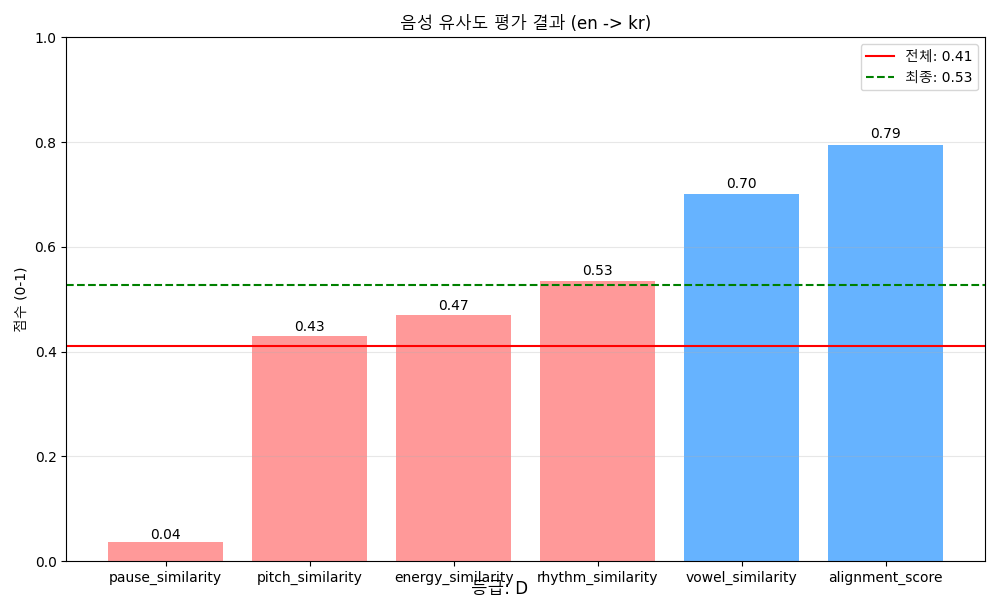 음성 유사도 평가 결과 (en -> kr)
전체: 0.41
최종: 0.53
점수 (0-1)
1.0
0.8
0.6
0.4
0.2
0.0
0.04
0.43
0.47
0.53
0.70
0.79
pause_similarity
pitch_similarity
energy_similarity
rhythm_similarity
vowel_similarity
alignment_score
등급: D